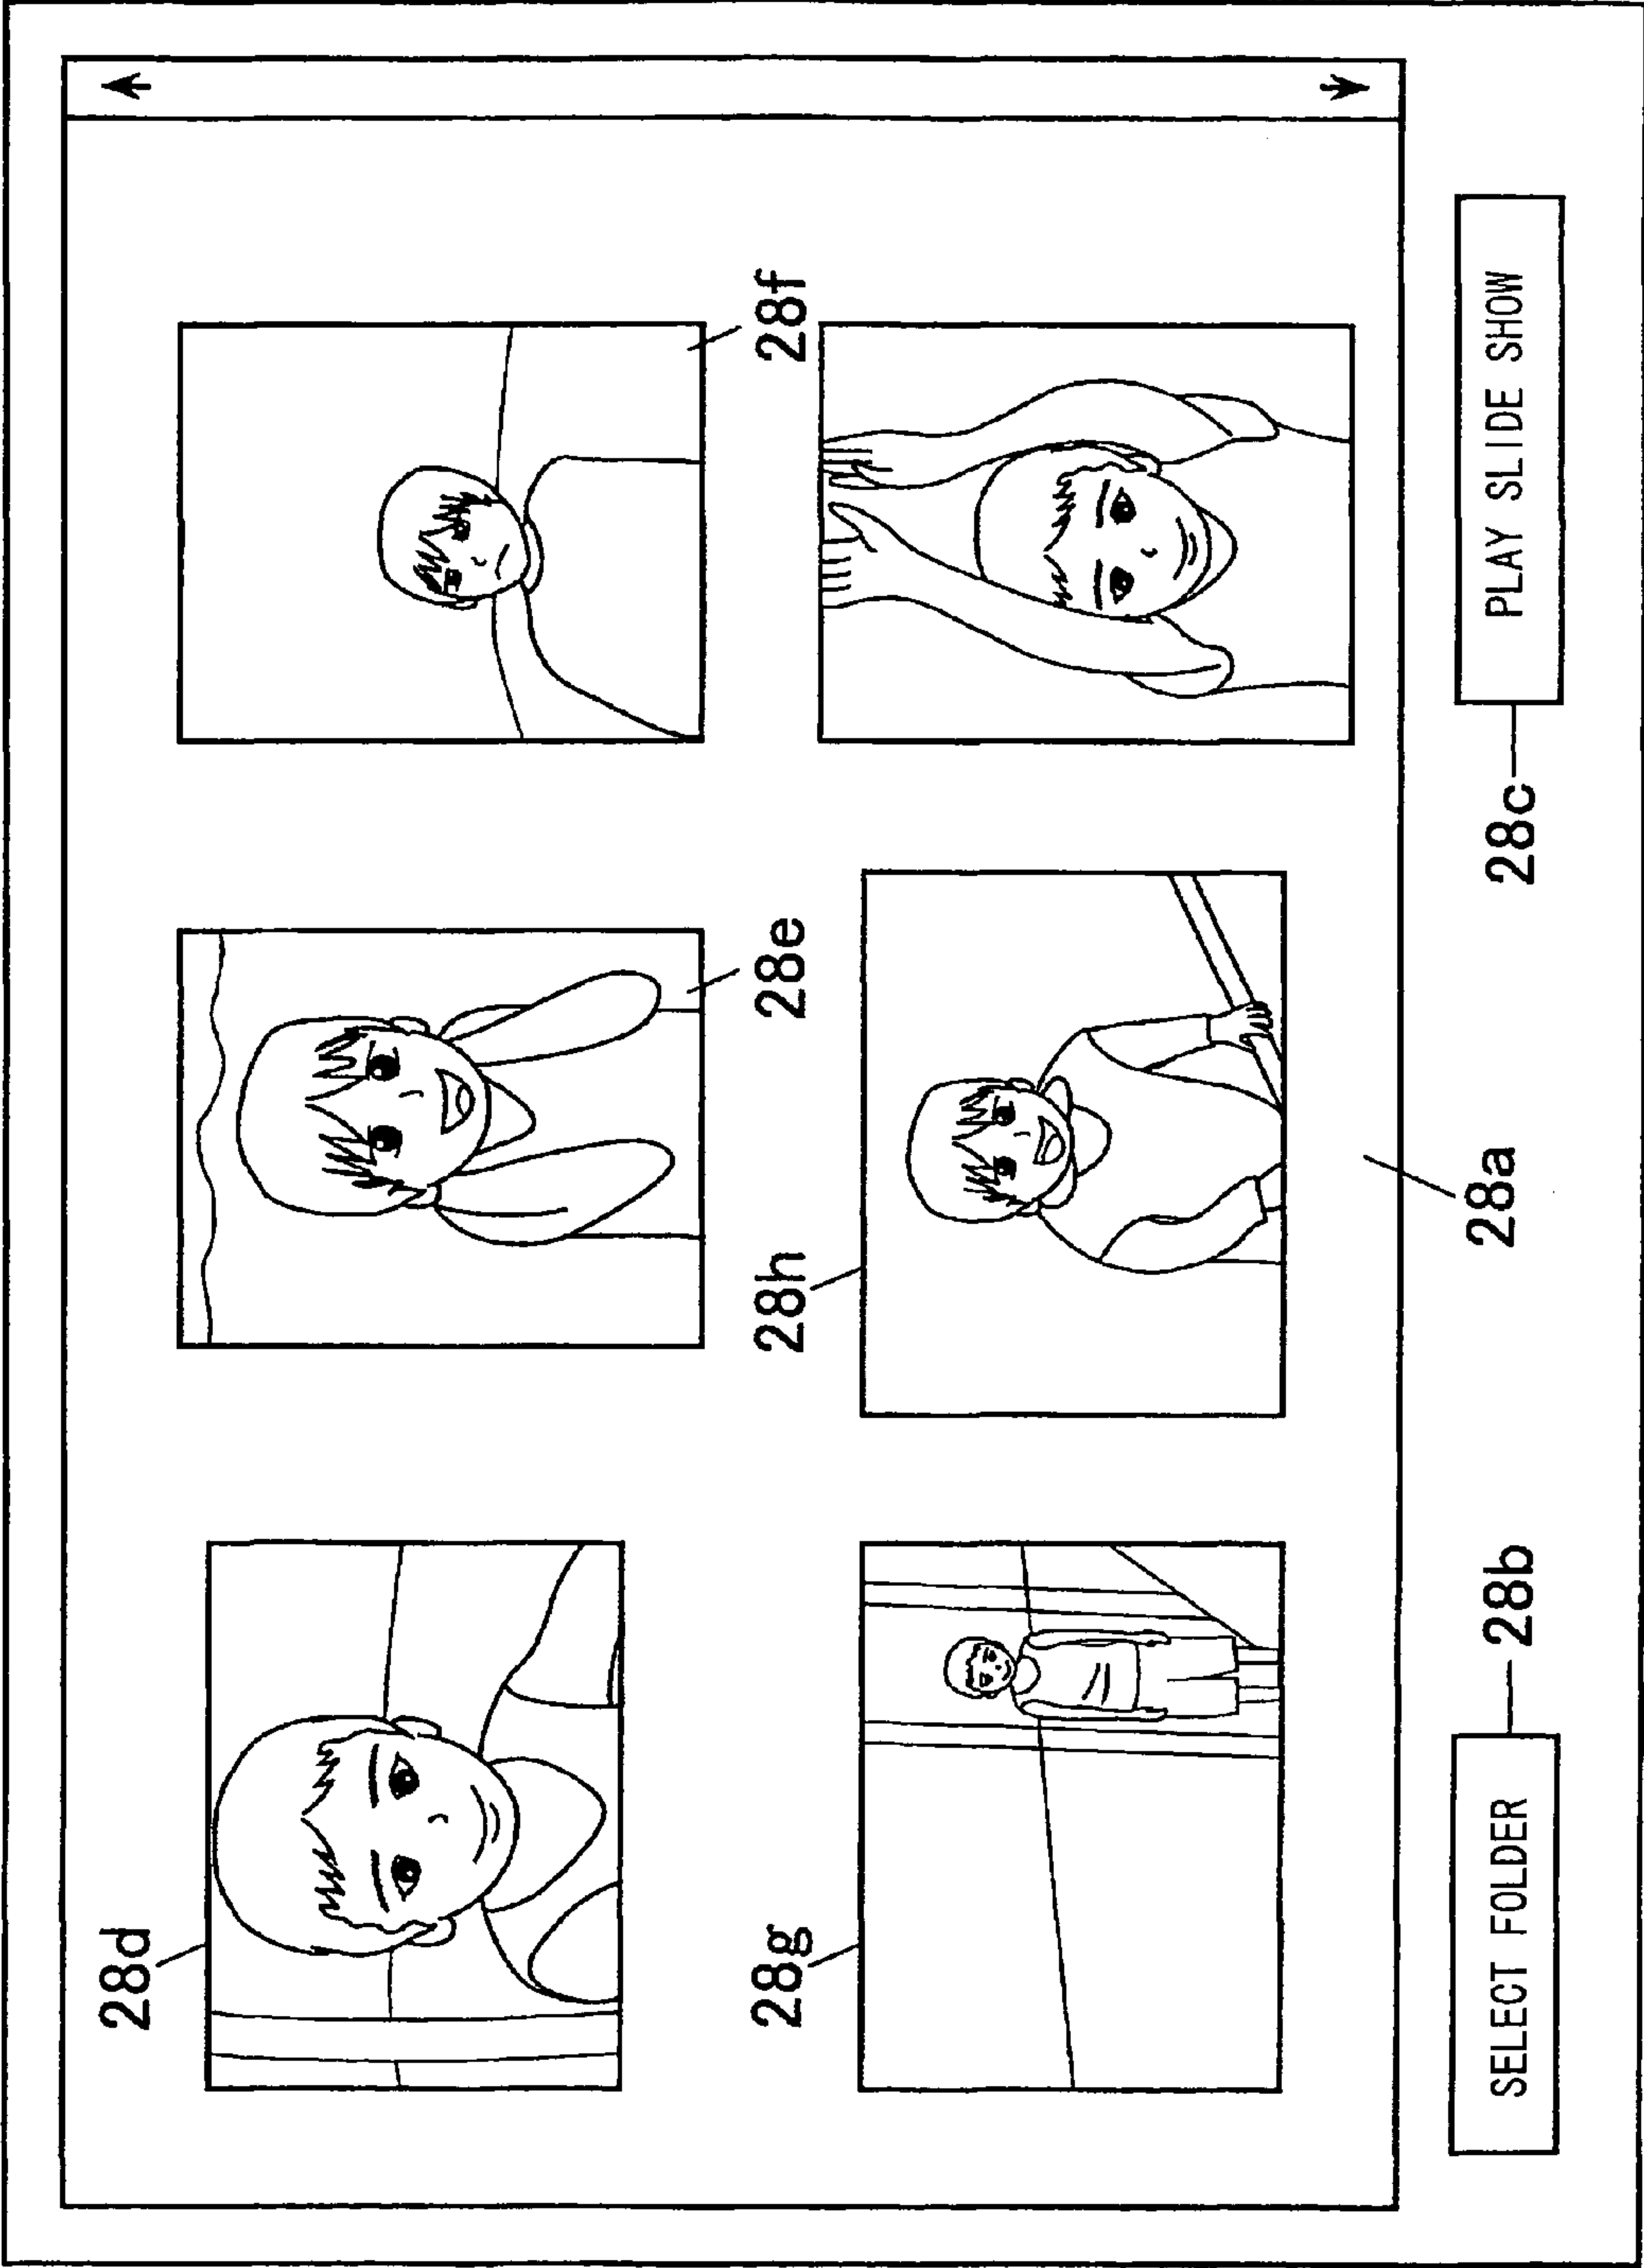 28d
28e
28f
28g
28h
28a
SELECT FOLDER
28b
28c
PLAY SLIDE SHOW